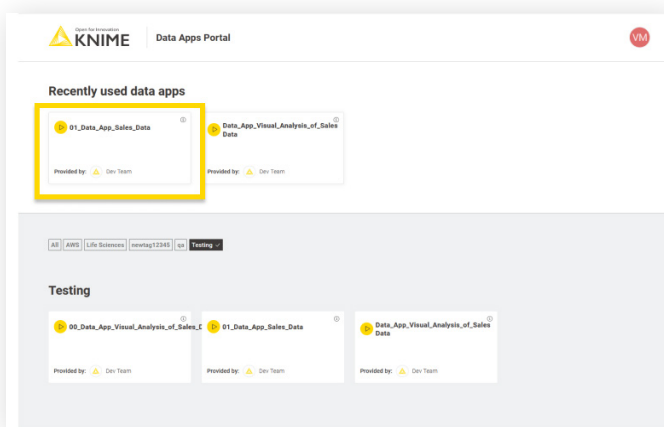 Open for Innovation
KNIME
Data Apps Portal
VM
Recently used data apps
01_Data_App_Sales_Data
Data_App_Visual_Analysis_of_Sales
Data
Provided by: Dev Team
Provided by: Dev Team
All AWS Life Sciences newtag12345 qa Testing
Testing
00_Data_App_Visual_Analysis_of_Sales_D
01_Data_App_Sales_Data
Data_App_Visual_Analysis_of_Sales
Data
Provided by: Dev Team
Provided by: Dev Team
Provided by: Dev Team